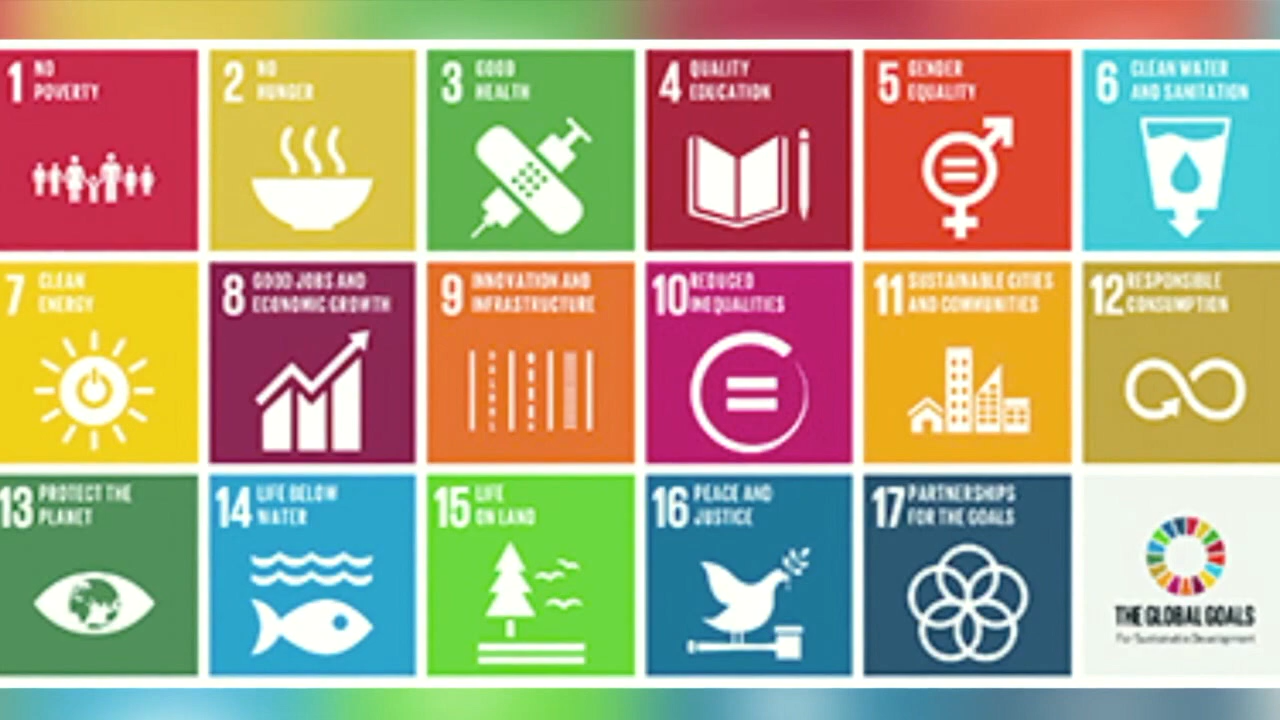 1 NO
POVERTY
2 NO
HUNGER
3 GOOD
HEALTH
4 QUALITY
EDUCATION
5 GENDER
EQUALITY
6 CLEAN WATER
AND SANITATION
7 CLEAN
ENERGY
8 GOOD JOBS AND
ECONOMIC GROWTH
9 INNOVATION AND
INFRASTRUCTURE
10 REDUCED
INEQUALITIES
11 SUSTAINABLE CITIES
AND COMMUNITIES
12 RESPONSIBLE
CONSUMPTION
13 PROTECT THE
PLANET
14 LIFE BELOW
WATER
15 LIFE
ON LAND
16 PEACE AND
JUSTICE
17 PARTNERSHIPS
FOR THE GOALS
THE GLOBAL GOALS
For Sustainable Development